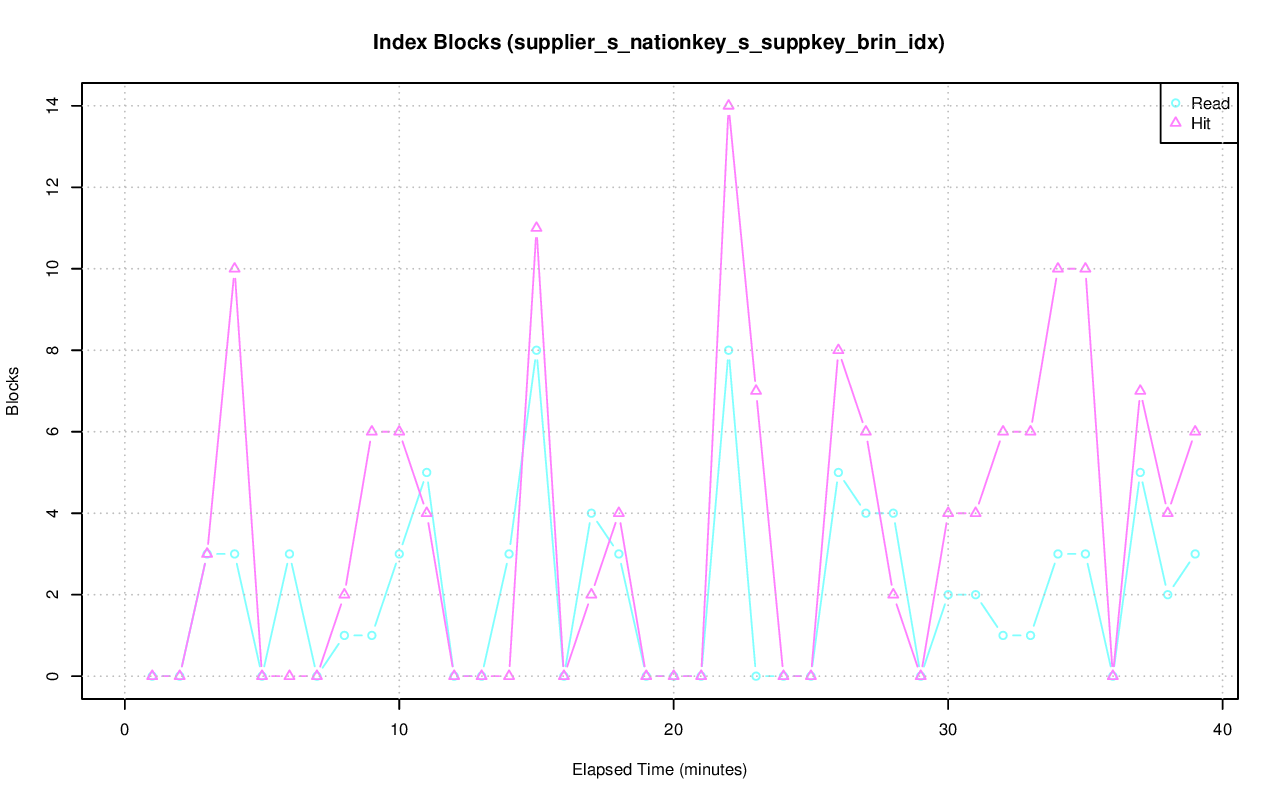 Index Blocks (supplier_s_nationkey_s_suppkey_brin_idx)
Read
Hit
14
12
10
8
6
4
2
0
Blocks
0 10 20 30 40
Elapsed Time (minutes)